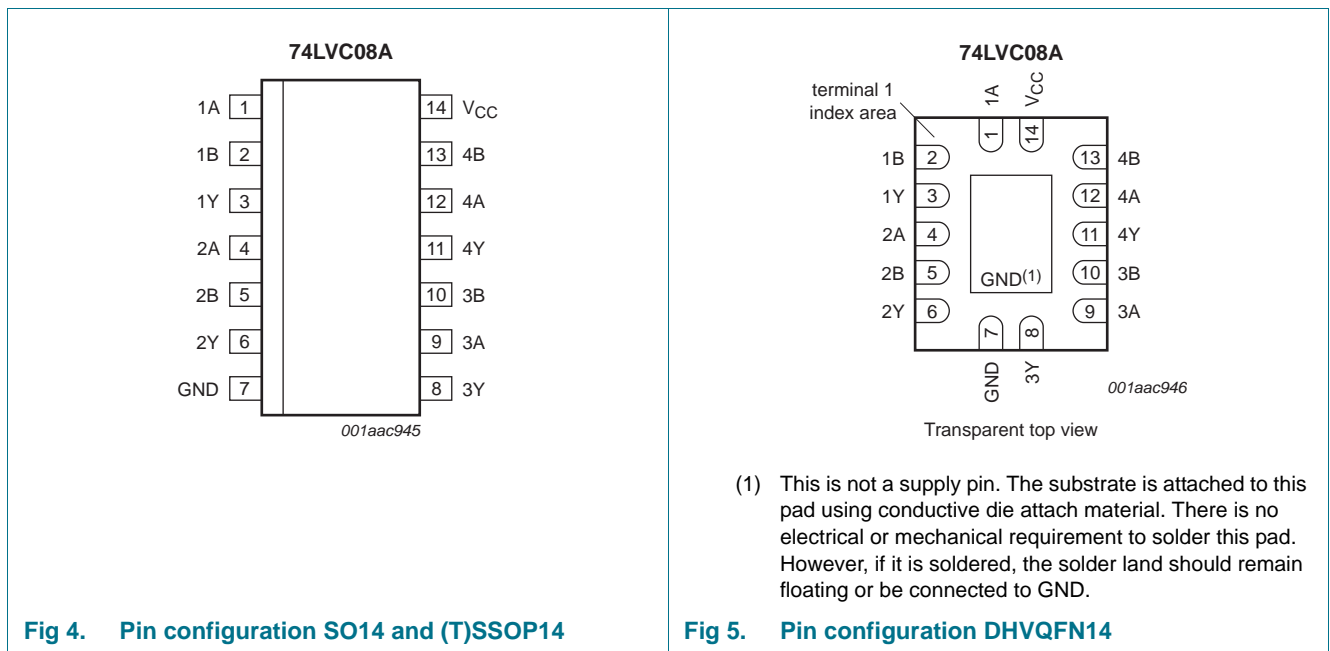 74LVC08A
1A 1 14 VCC
1B 2 13 4B
1Y 3 12 4A
2A 4 11 4Y
2B 5 10 3B
2Y 6 9 3A
GND 7 8 3Y
001aac945
Fig 4. Pin configuration SO14 and (T)SSOP14
74LVC08A
terminal 1
index area
1A VCC
1 14
1B 2 13 4B
1Y 3 12 4A
2A 4 11 4Y
2B 5 10 3B
GND(1)
2Y 6 9 3A
7 8
GND 3Y
001aac946
Transparent top view
(1) This is not a supply pin. The substrate is attached to this
pad using conductive die attach material. There is no
electrical or mechanical requirement to solder this pad.
However, if it is soldered, the solder land should remain
floating or be connected to GND.
Fig 5. Pin configuration DHVQFN14